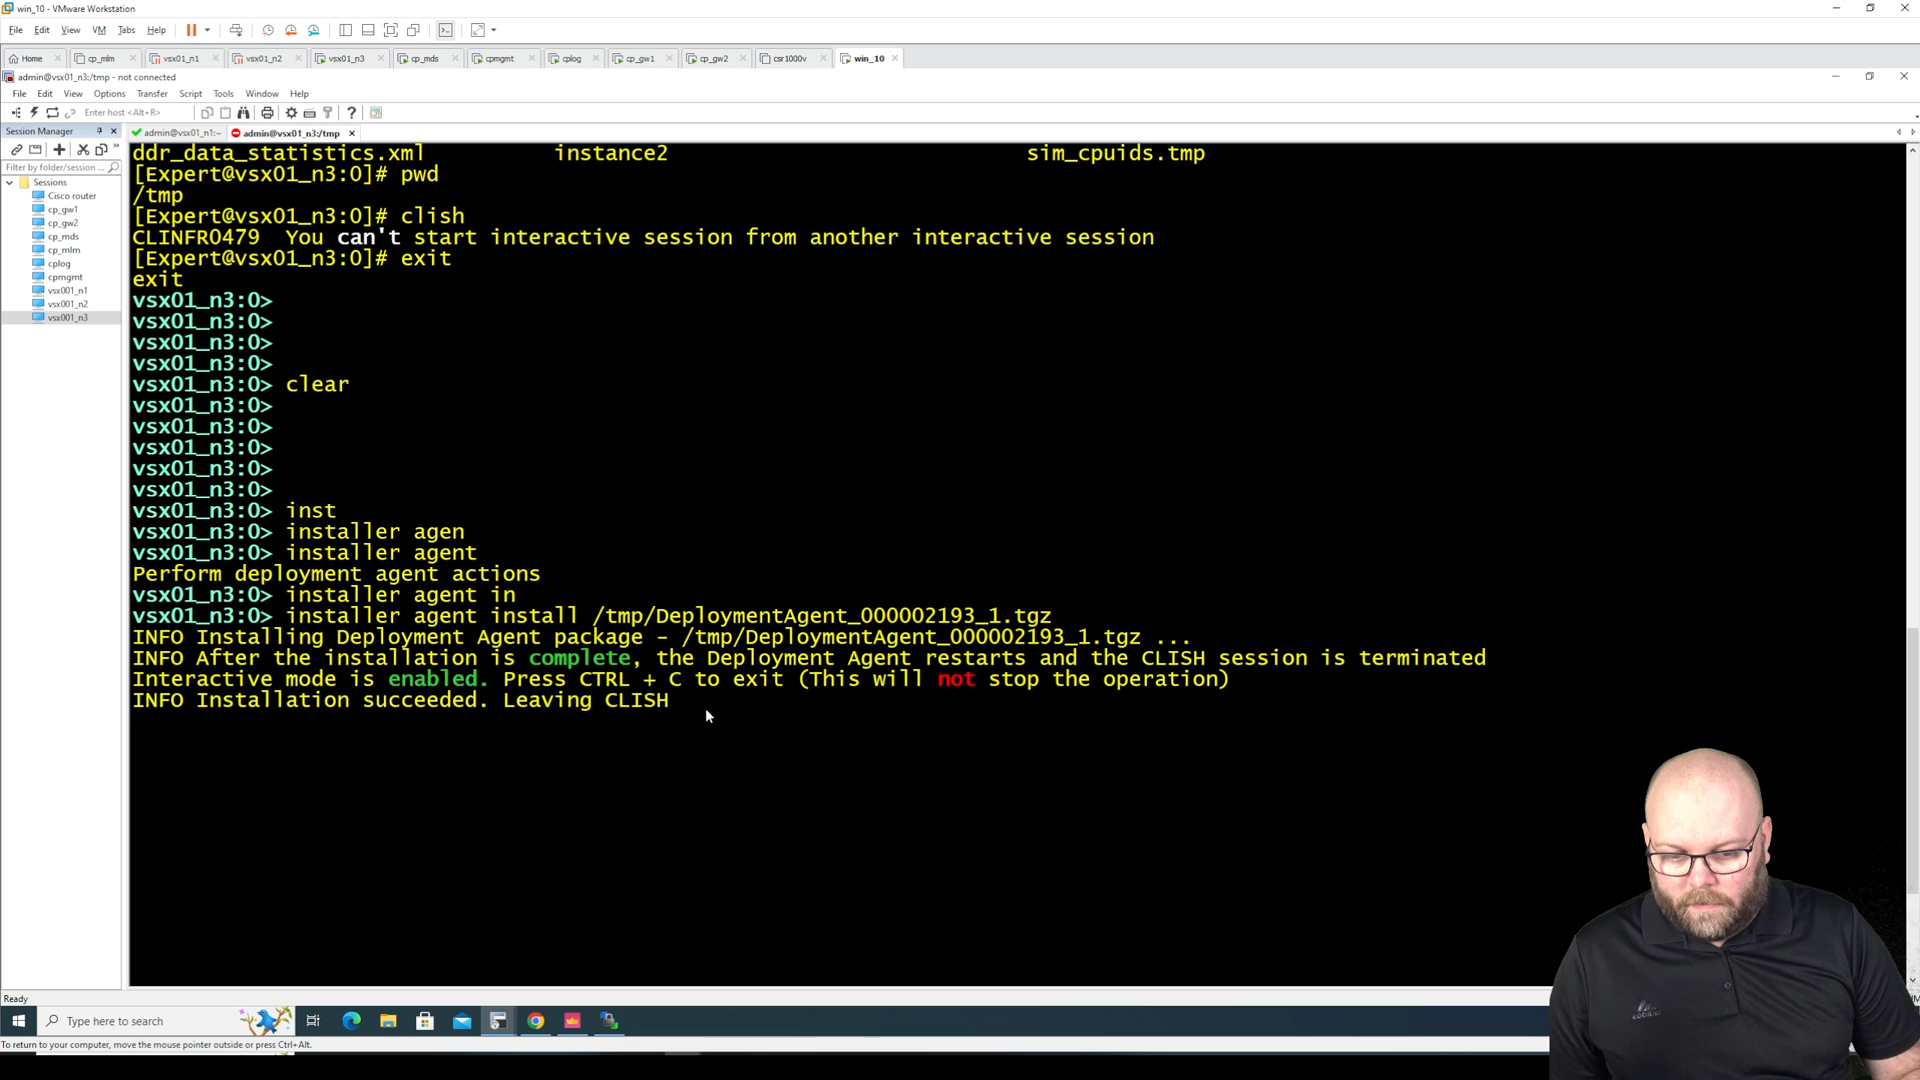 win_10 - VMware Workstation
File Edit View VM Tabs Help
Home cp_mlm vsx01_n1 vsx01_n2 vsx01_n3 cp_mds cpmgmt cplog cp_gw1 cp_gw2 csr1000v win_10
admin@vsx01_n3:/tmp - not connected
File Edit View Options Transfer Script Tools Window Help
Enter host <Alt+R>
Session Manager
admin@vsx01_n1:~ admin@vsx01_n3:/tmp
Filter by folder/session ...
Sessions
Cisco router
cp_gw1
cp_gw2
cp_mds
cp_mlm
cplog
cpmgmt
vsx001_n1
vsx001_n2
vsx001_n3
ddr_data_statistics.xml instance2 sim_cpuids.tmp
[Expert@vsx01_n3:0]# pwd
/tmp
[Expert@vsx01_n3:0]# clish
CLINFR0479 You can't start interactive session from another interactive session
[Expert@vsx01_n3:0]# exit
exit
vsx01_n3:0>
vsx01_n3:0>
vsx01_n3:0>
vsx01_n3:0>
vsx01_n3:0> clear
vsx01_n3:0>
vsx01_n3:0>
vsx01_n3:0>
vsx01_n3:0>
vsx01_n3:0>
vsx01_n3:0> inst
vsx01_n3:0> installer agen
vsx01_n3:0> installer agent
Perform deployment agent actions
vsx01_n3:0> installer agent in
vsx01_n3:0> installer agent install /tmp/DeploymentAgent_000002193_1.tgz
INFO Installing Deployment Agent package - /tmp/DeploymentAgent_000002193_1.tgz ...
INFO After the installation is complete, the Deployment Agent restarts and the CLISH session is terminated
Interactive mode is enabled. Press CTRL + C to exit (This will not stop the operation)
INFO Installation succeeded. Leaving CLISH
Ready
Type here to search
To return to your computer, move the mouse pointer outside or press Ctrl+Alt.